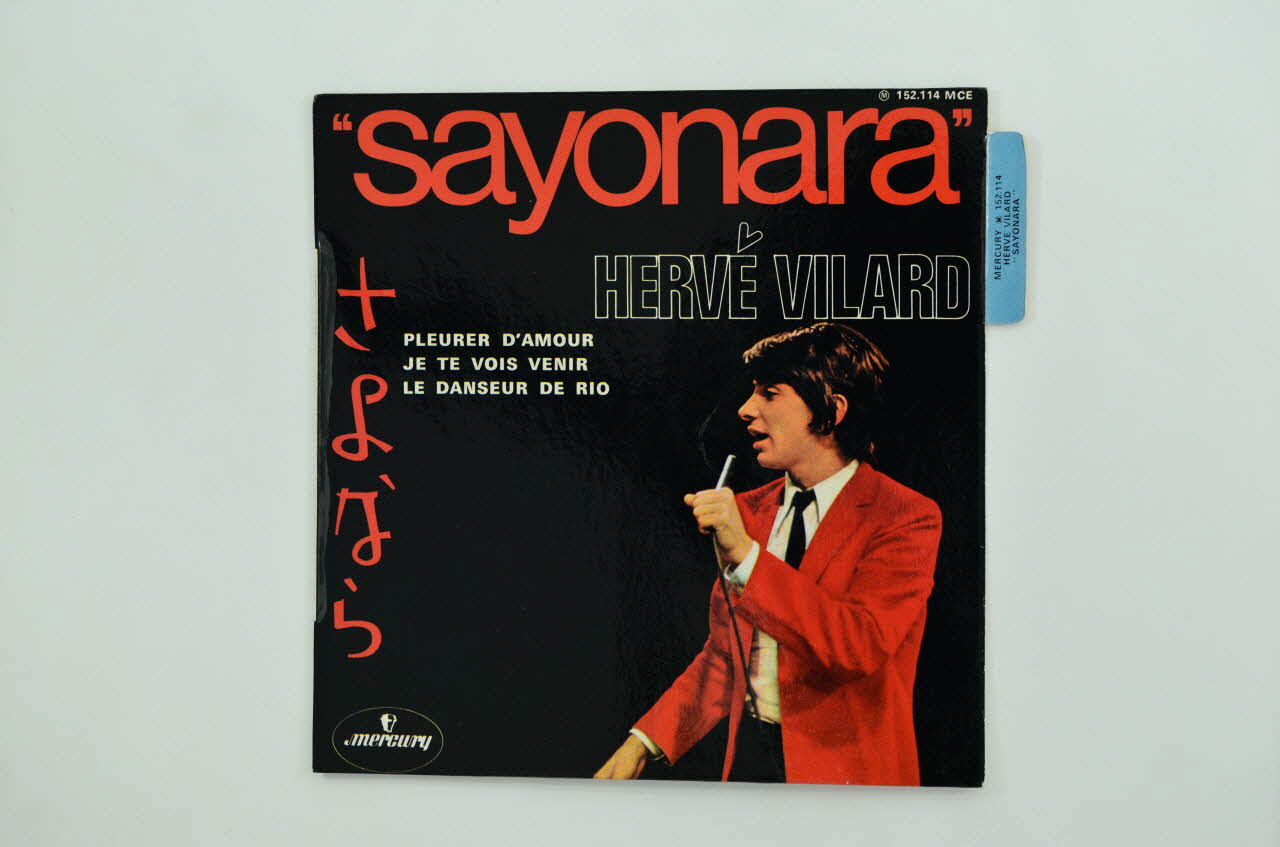 Ⓜ 152.114 MCE
“sayonara”
HERVÉ VILARD
PLEURER D'AMOUR
JE TE VOIS VENIR
LE DANSEUR DE RIO
さよなら
mercury
MERCURY Ⓜ 152.114
HERVE VILARD
“SAYONARA”